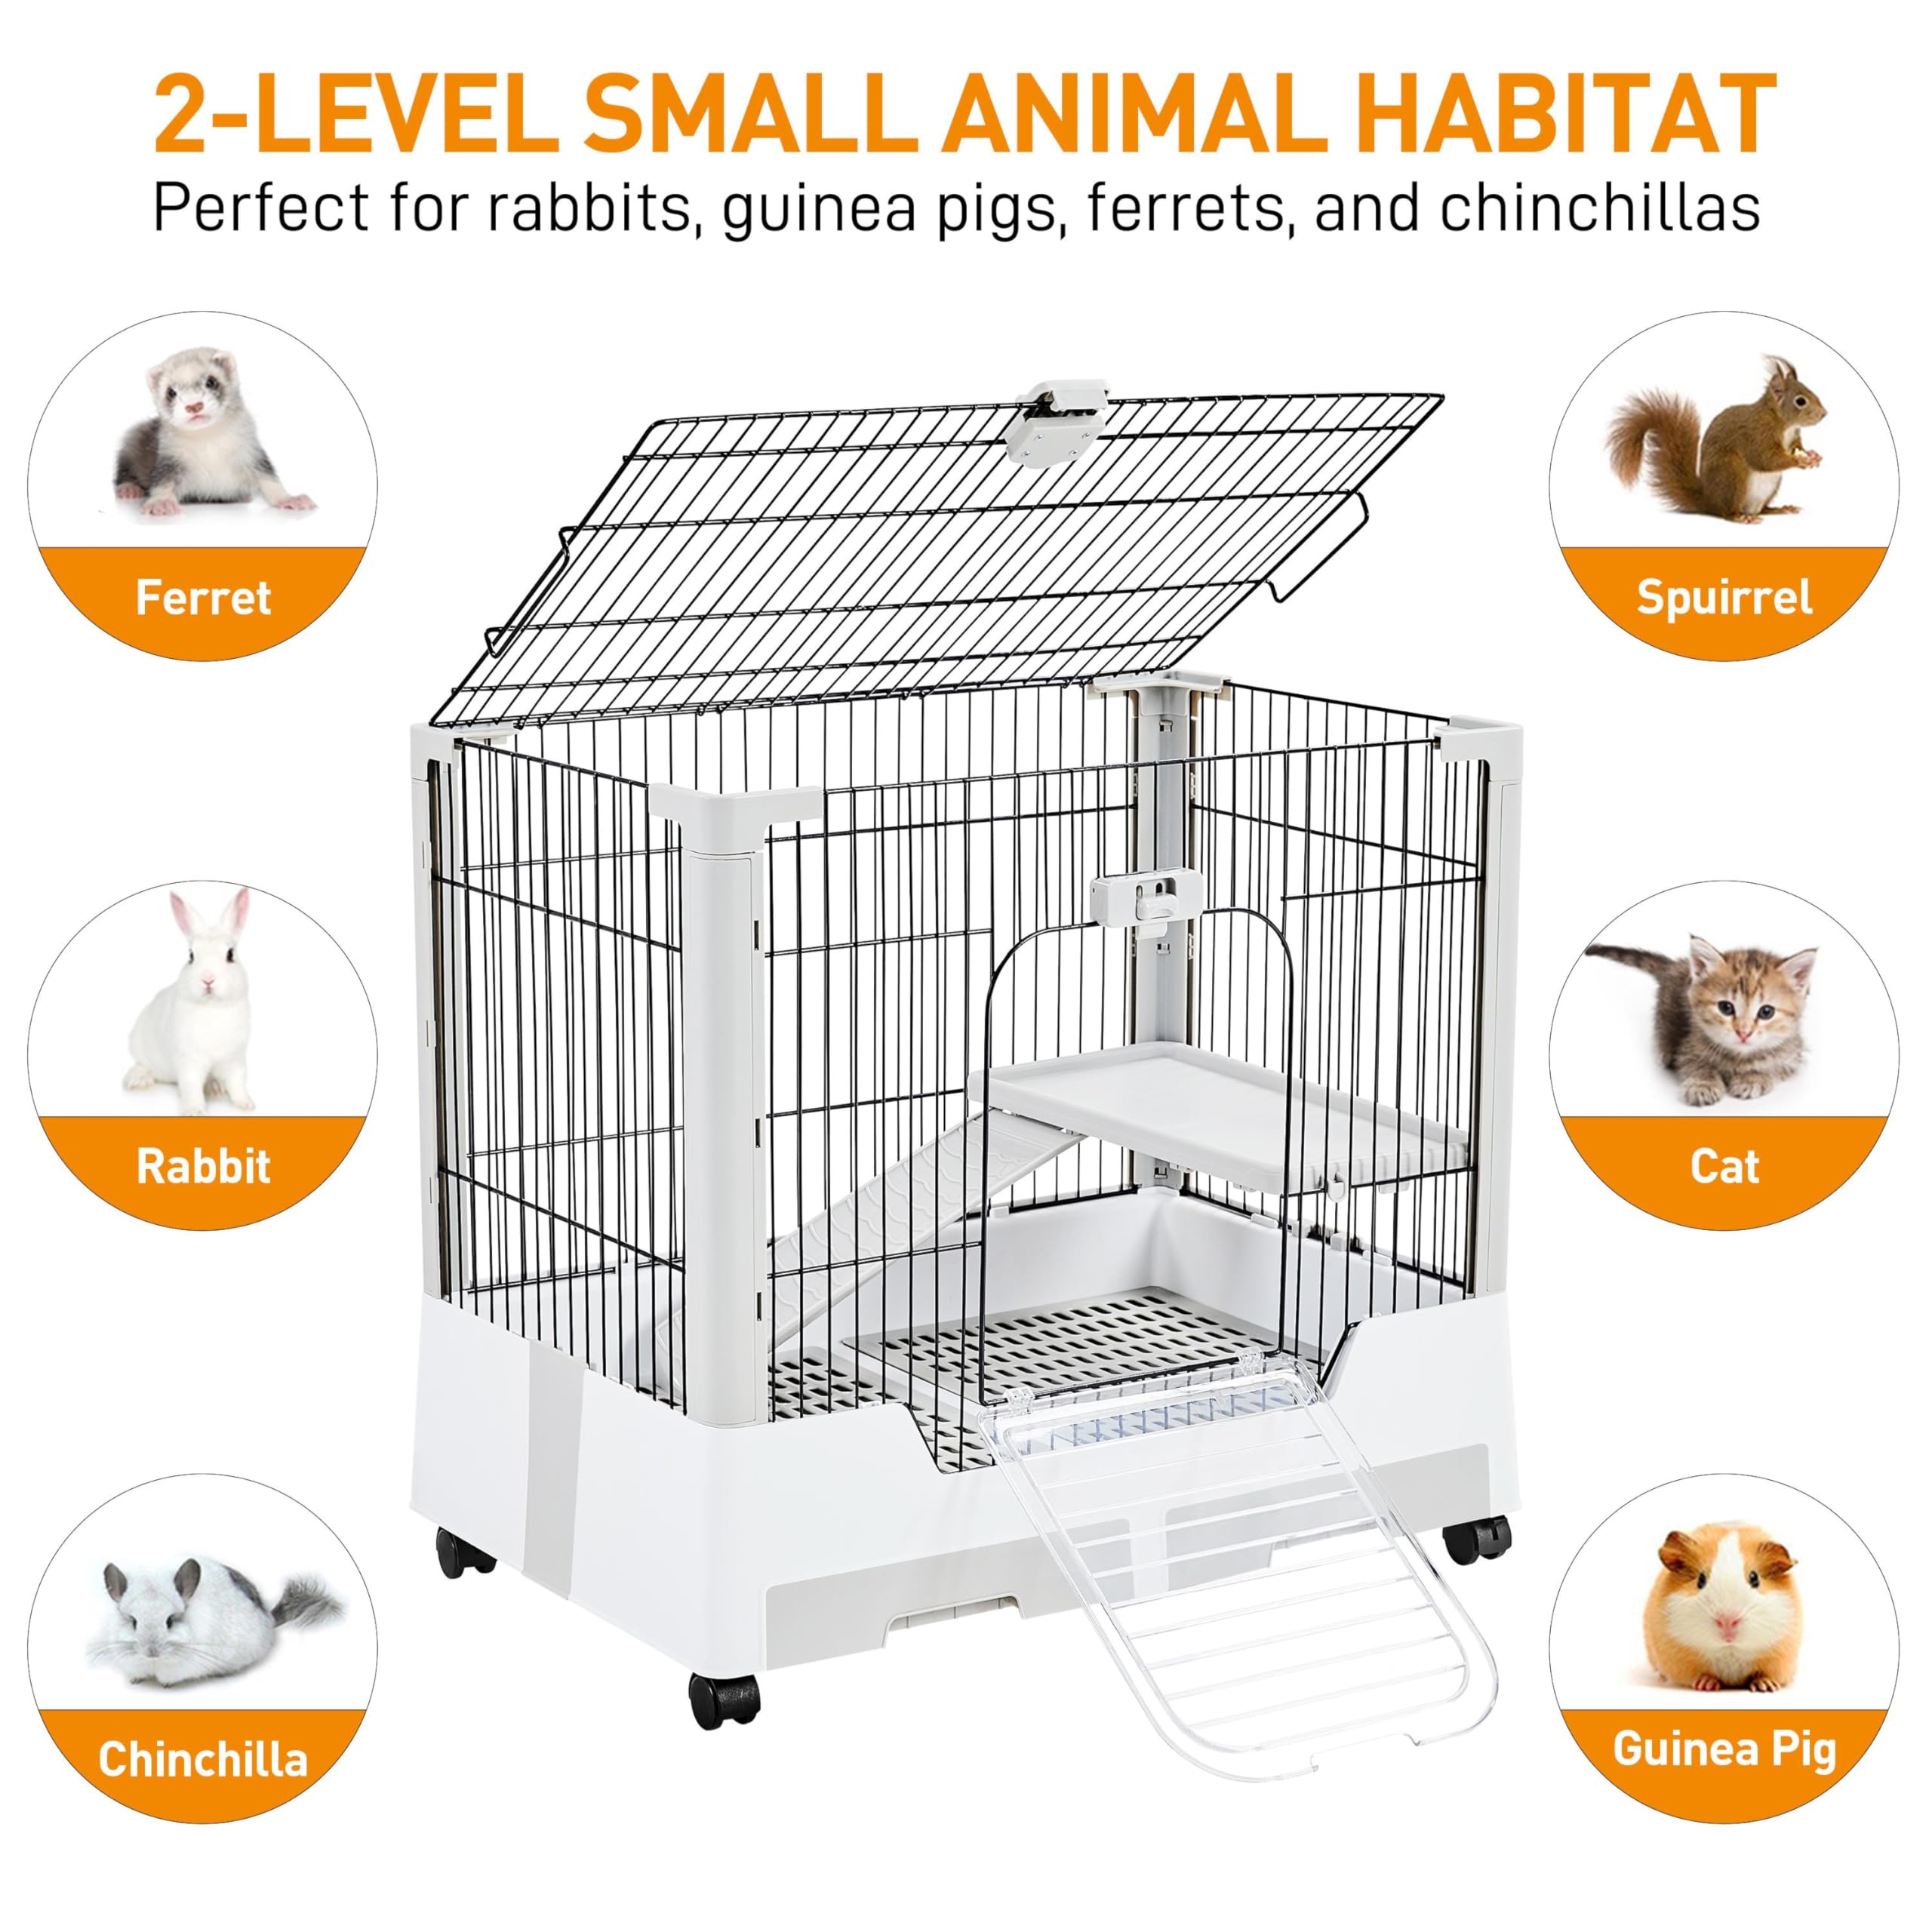 2-LEVEL SMALL ANIMAL HABITAT
Perfect for rabbits, guinea pigs, ferrets, and chinchillas
Ferret
Spuirrel
Rabbit
Cat
Chinchilla
Guinea Pig